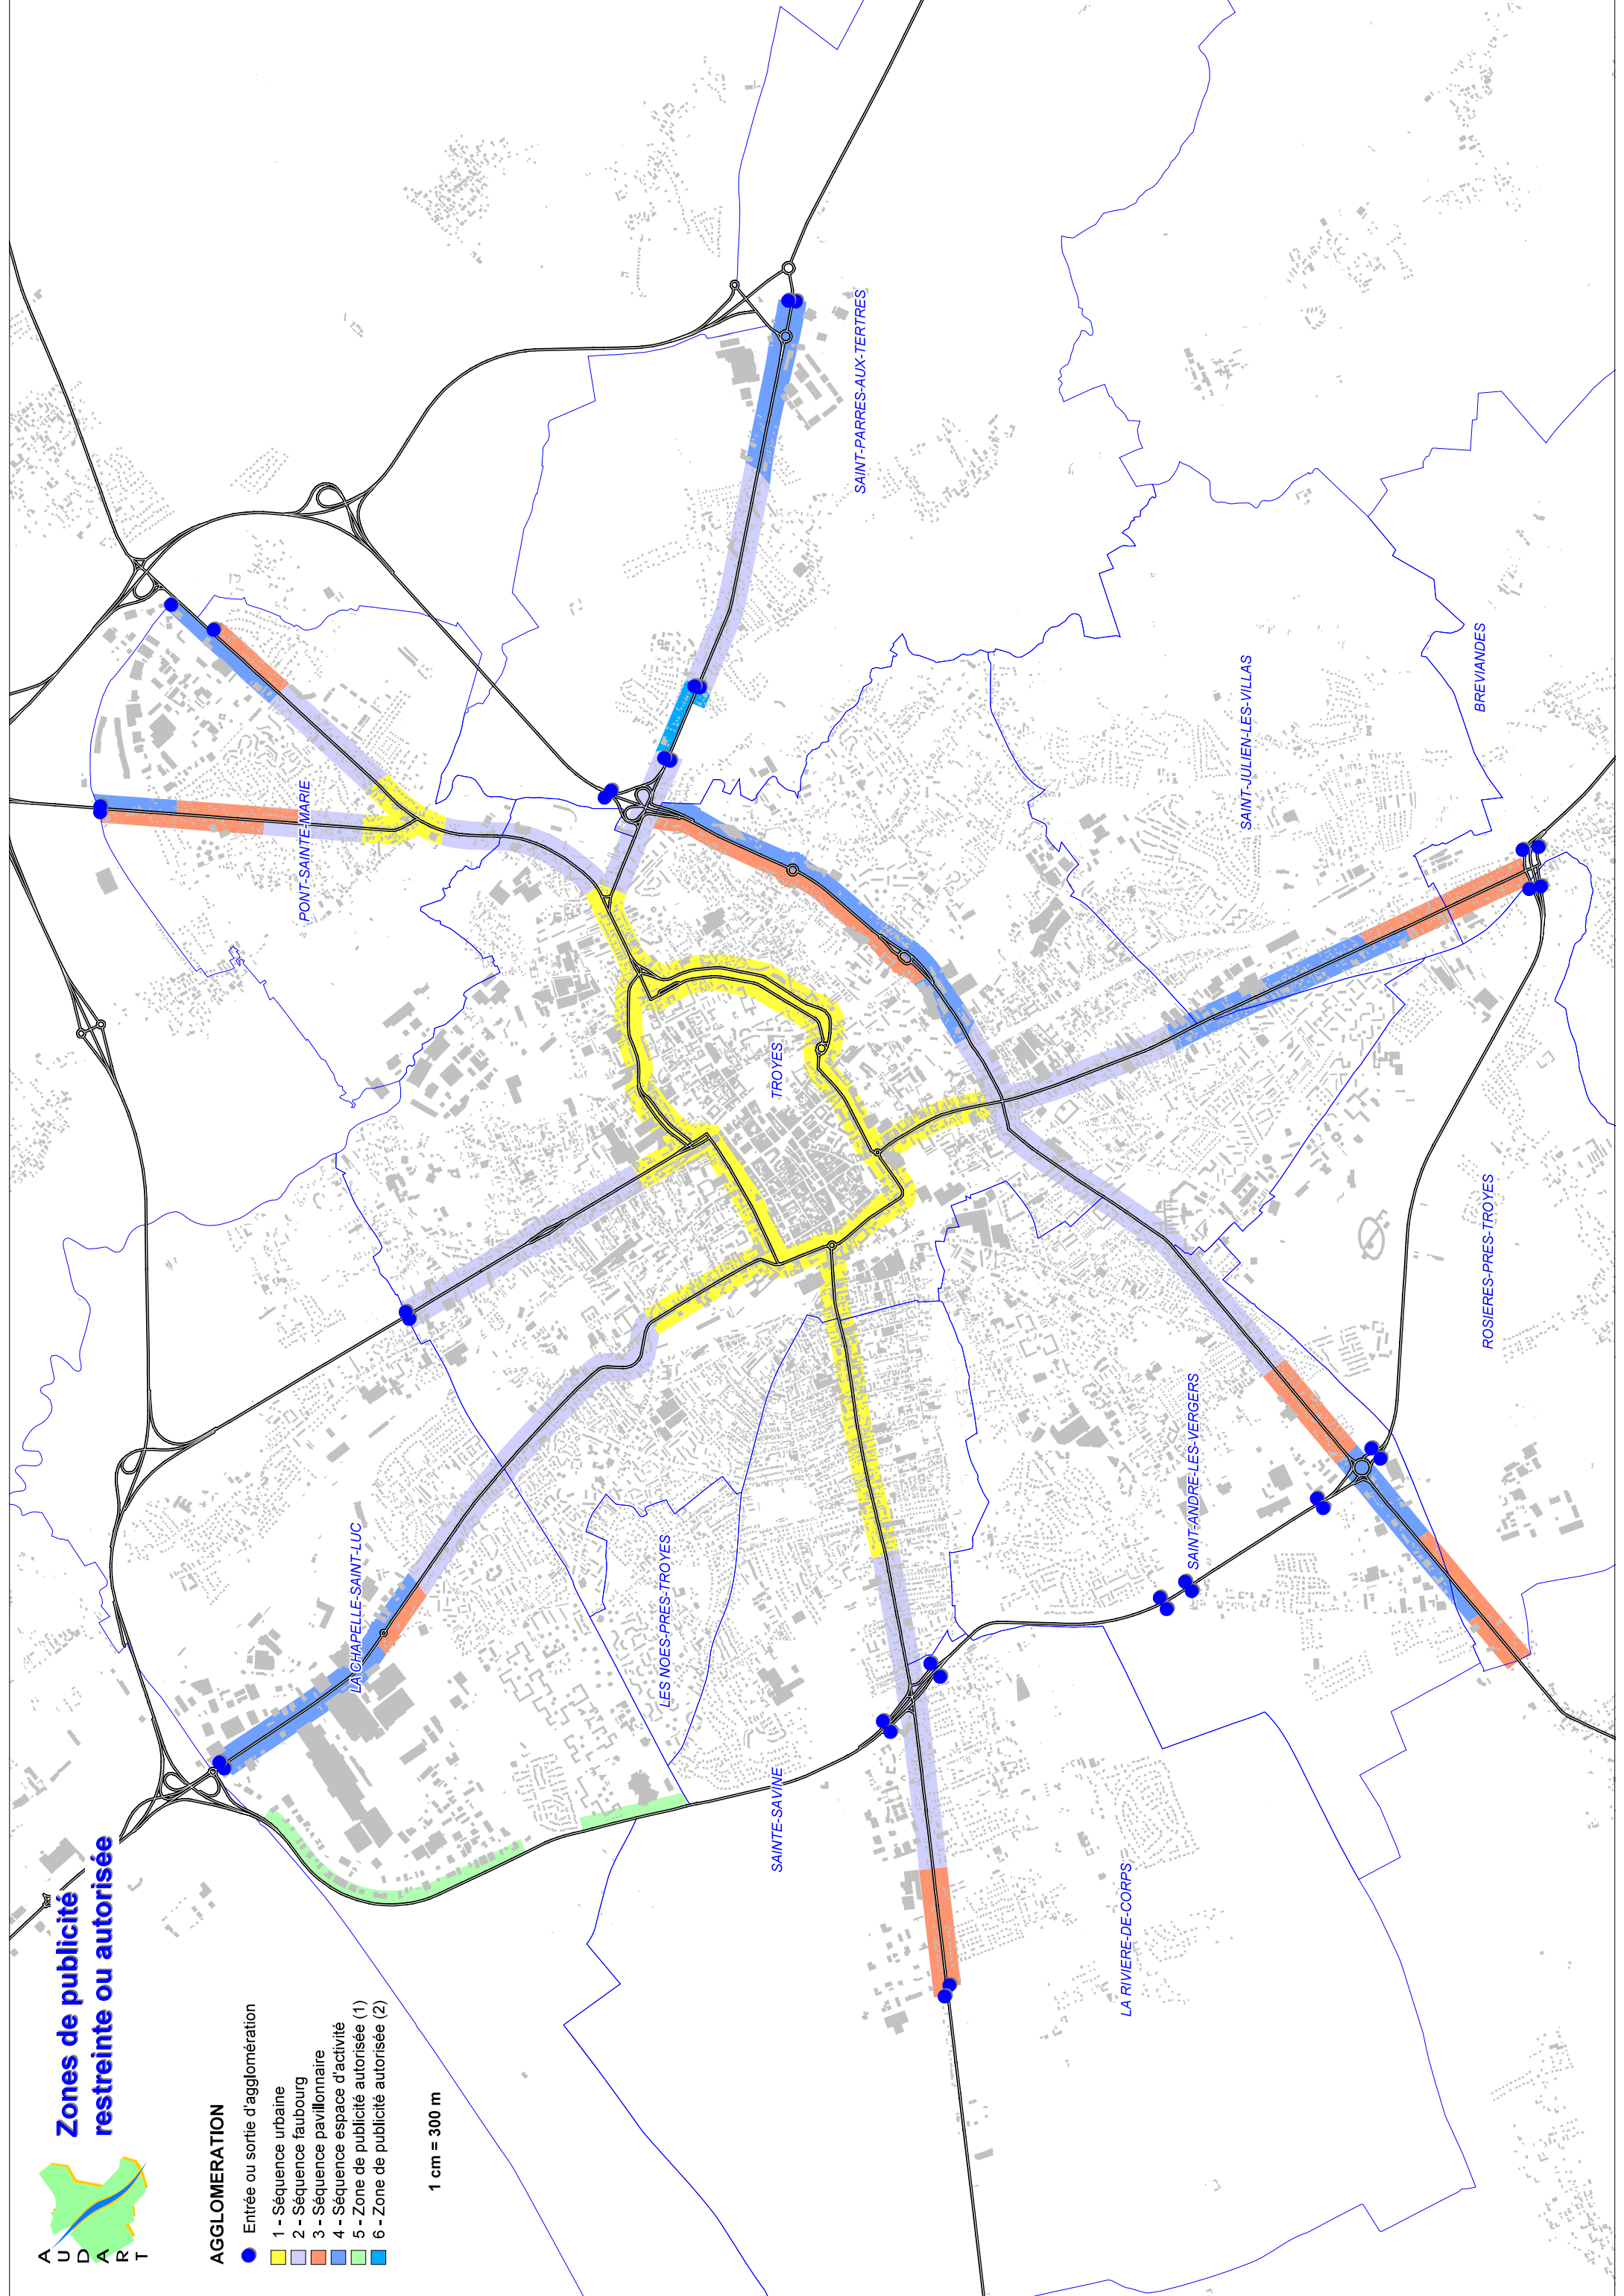 A
U
D
A
R
T
Zones de publicité
restreinte ou autorisée
AGGLOMERATION
Entrée ou sortie d'agglomération
1 - Séquence urbaine
2 - Séquence faubourg
3 - Séquence pavillonnaire
4 - Séquence espace d'activité
5 - Zone de publicité autorisée (1)
6 - Zone de publicité autorisée (2)
1 cm = 300 m
LA CHAPELLE-SAINT-LUC
PONT-SAINTE-MARIE
LES NOES-PRES-TROYES
SAINTE-SAVINE
TROYES
SAINT-PARRES-AUX-TERTRES
LA RIVIERE-DE-CORPS
SAINT-ANDRE-LES-VERGERS
SAINT-JULIEN-LES-VILLAS
ROSIERES-PRES-TROYES
BREVIANDES